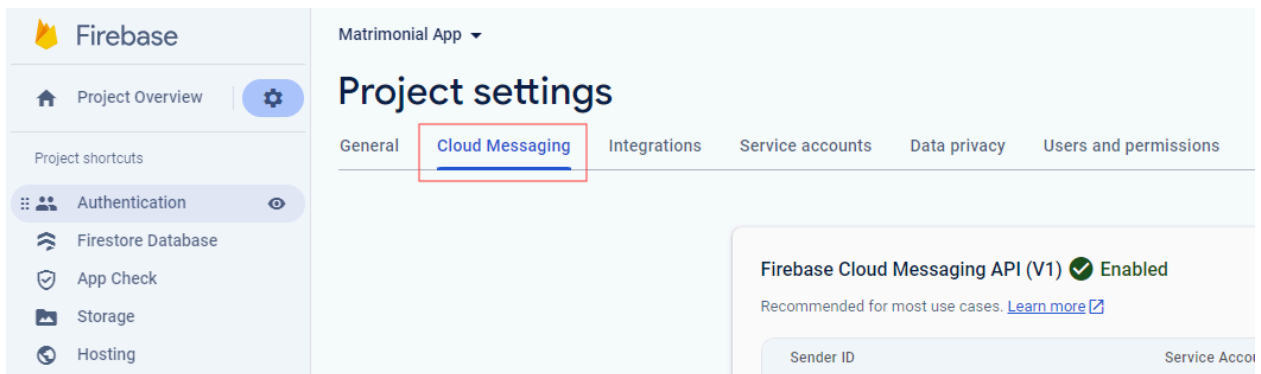 Firebase
Project Overview
Project shortcuts
Authentication
Firestore Database
App Check
Storage
Hosting
Matrimonial App
Project settings
General Cloud Messaging Integrations Service accounts Data privacy Users and permissions
Firebase Cloud Messaging API (V1) Enabled
Recommended for most use cases. Learn more
Sender ID Service Accou